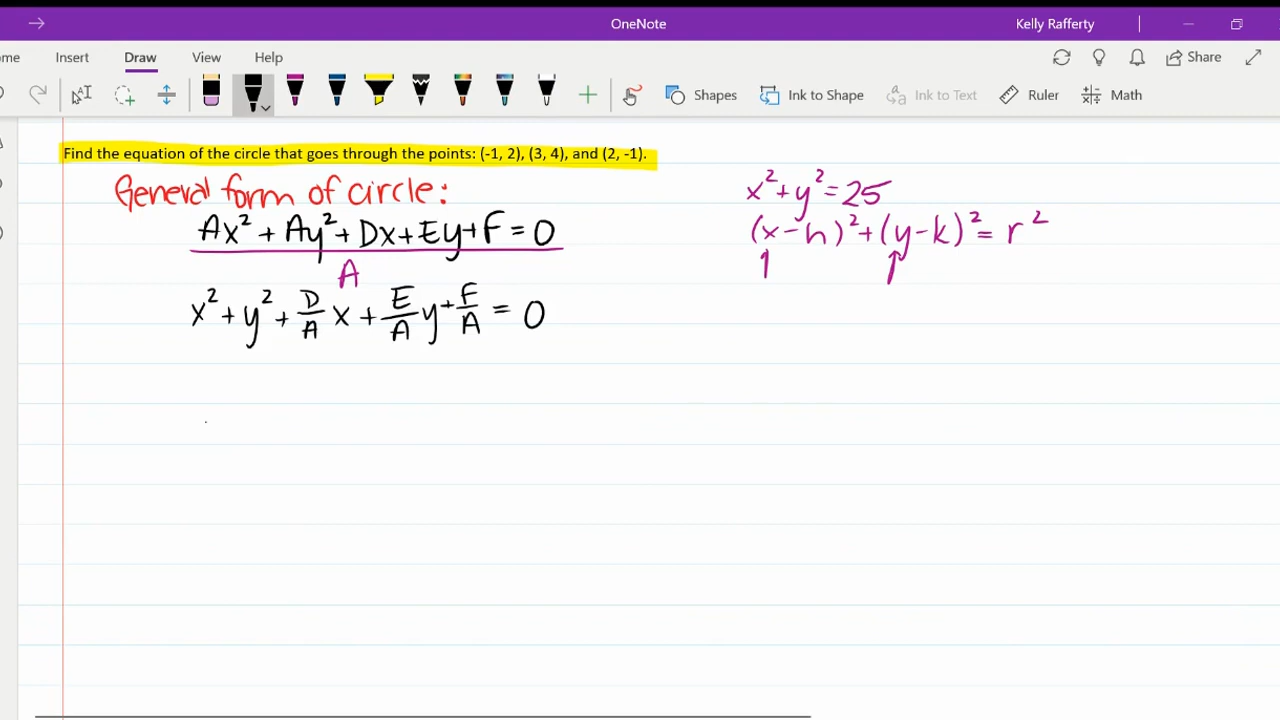 OneNote
Kelly Rafferty
ome Insert Draw View Help
Share
Shapes Ink to Shape Ink to Text Ruler Math
Find the equation of the circle that goes through the points: (-1, 2), (3, 4), and (2, -1).
General form of circle:
Ax² + Ay² + Dx + Ey + F = 0
A
x² + y² + D/A x + E/A y + F/A = 0
x² + y² = 25
(x - h)² + (y - k)² = r²